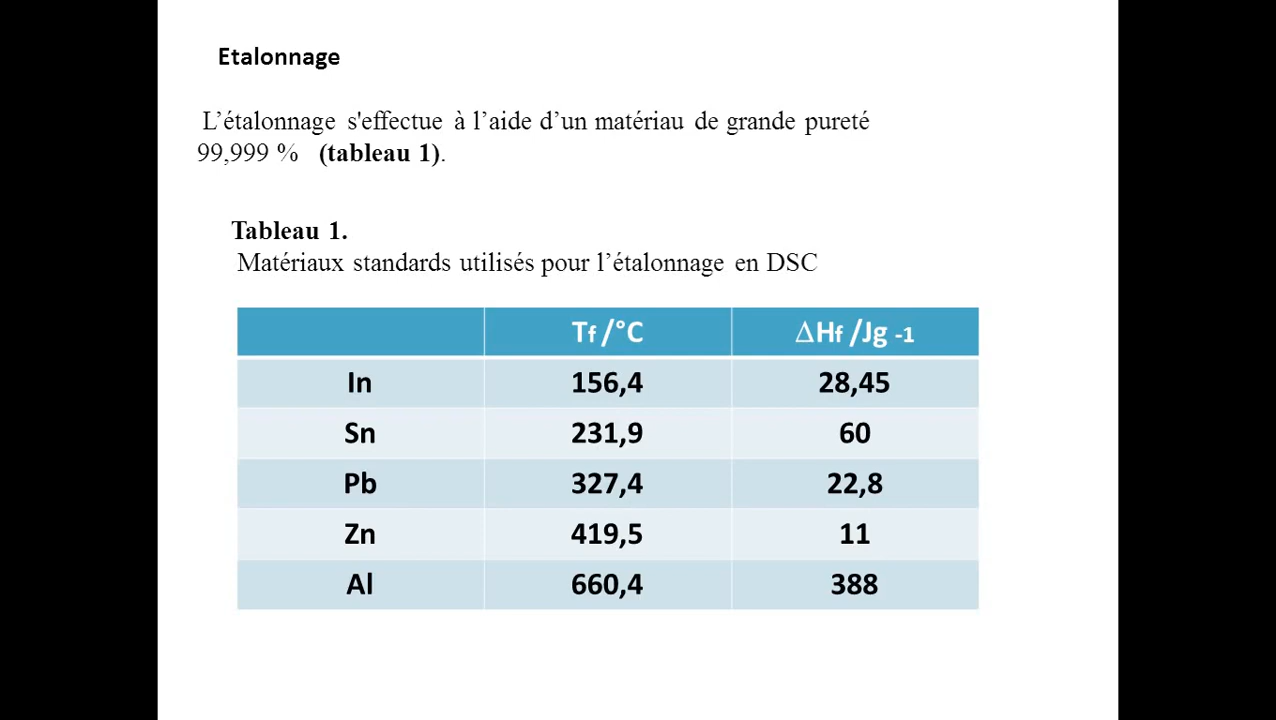 Etalonnage
L’étalonnage s'effectue à l’aide d’un matériau de grande pureté
99,999 % (tableau 1).
Tableau 1.
Matériaux standards utilisés pour l’étalonnage en DSC
Tf /°C ΔHf /Jg -1
In 156,4 28,45
Sn 231,9 60
Pb 327,4 22,8
Zn 419,5 11
Al 660,4 388